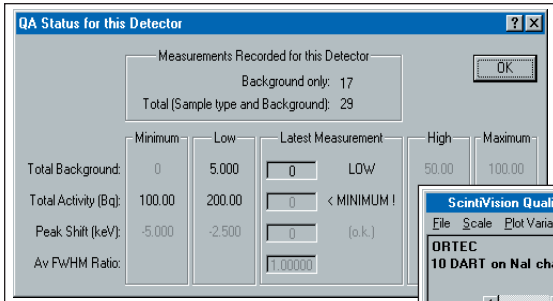 QA Status for this Detector
Measurements Recorded for this Detector
Background only: 17
Total (Sample type and Background): 29
OK
Minimum Low Latest Measurement High Maximum
Total Background: 0 5.000 0 LOW 50.00 100.00
Total Activity (Bq): 100.00 200.00 0 < MINIMUM !
Peak Shift (keV): -5.000 -2.500 0 (o.k.)
Av FWHM Ratio: 1.00000
ScintiVision Quali
File Scale Plot Varia
ORTEC
10 DART on NaI cha